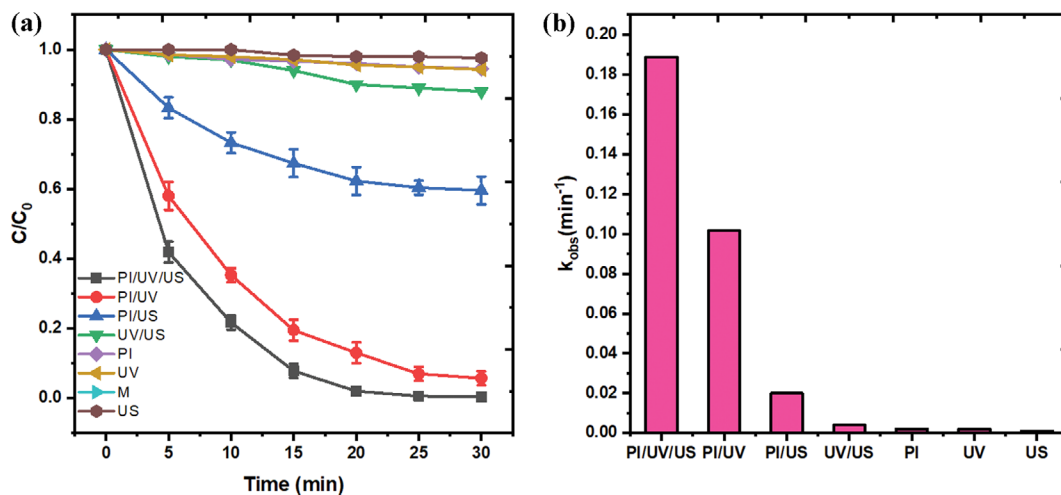 (a)
C/C0
1.0
0.8
0.6
0.4
0.2
0.0
PI/UV/US
PI/UV
PI/US
UV/US
PI
UV
M
US
0 5 10 15 20 25 30
Time (min)
(b)
kobs(min-1)
0.20
0.18
0.16
0.14
0.12
0.10
0.08
0.06
0.04
0.02
0.00
PI/UV/US PI/UV PI/US UV/US PI UV US